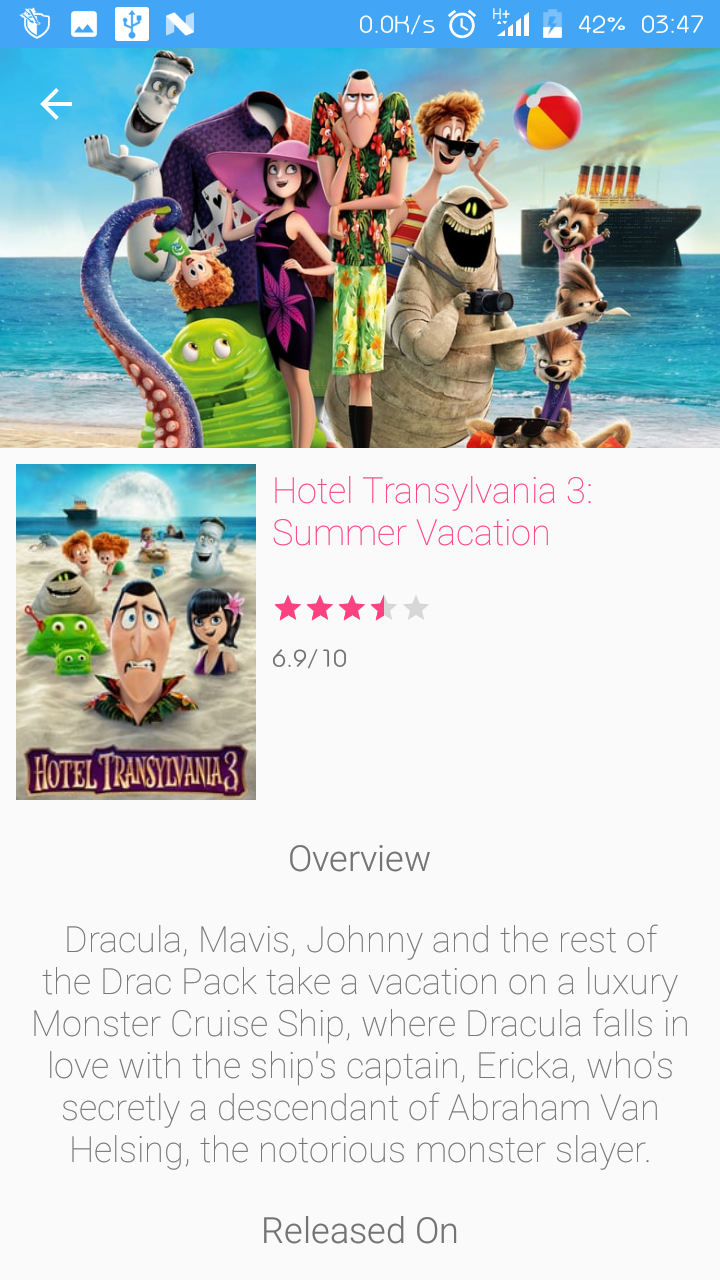 0.0K/s H+ 42% 03:47
Hotel Transylvania 3:
Summer Vacation
6.9/10
HOTEL TRANSYLVANIA 3
Overview
Dracula, Mavis, Johnny and the rest of
the Drac Pack take a vacation on a luxury
Monster Cruise Ship, where Dracula falls in
love with the ship's captain, Ericka, who's
secretly a descendant of Abraham Van
Helsing, the notorious monster slayer.
Released On